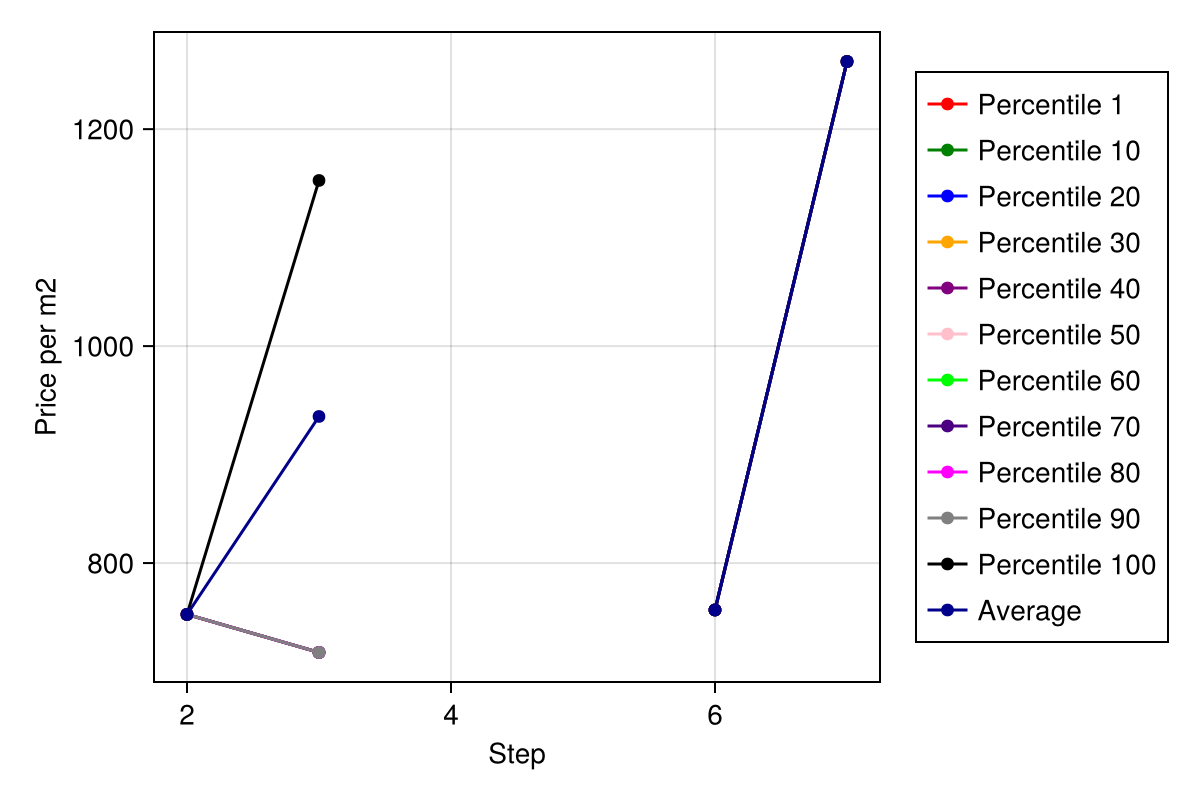 1200
1000
800
Price per m2
2 4 6
Step
Percentile 1
Percentile 10
Percentile 20
Percentile 30
Percentile 40
Percentile 50
Percentile 60
Percentile 70
Percentile 80
Percentile 90
Percentile 100
Average